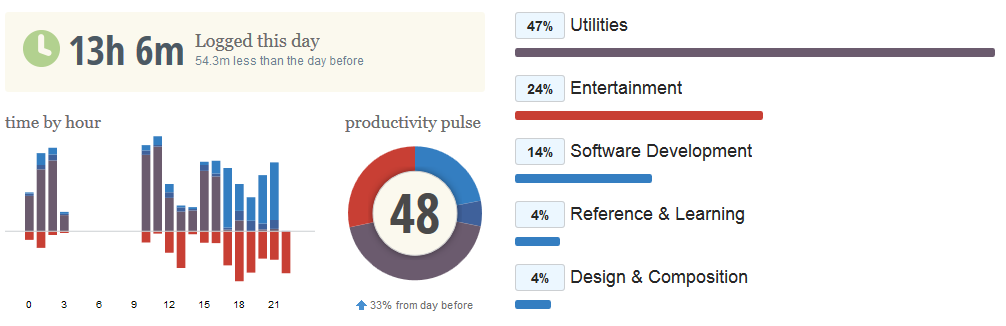 13h 6m
Logged this day
54.3m less than the day before
time by hour
0 3 6 9 12 15 18 21
productivity pulse
48
33% from day before
47% Utilities
24% Entertainment
14% Software Development
4% Reference & Learning
4% Design & Composition